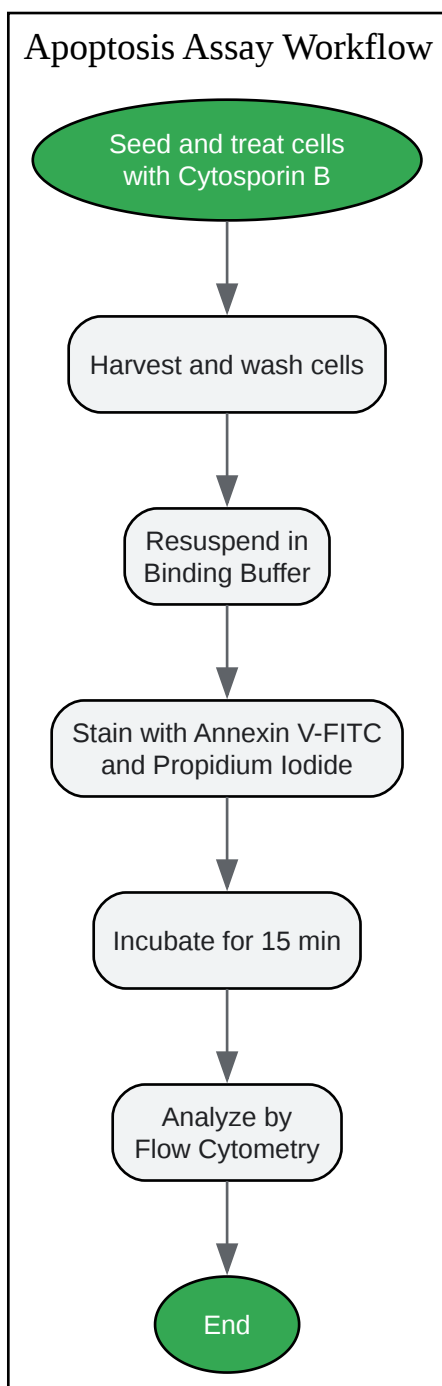 Apoptosis Assay Workflow
Seed and treat cells
with Cytosporin B
Harvest and wash cells
Resuspend in
Binding Buffer
Stain with Annexin V-FITC
and Propidium Iodide
Incubate for 15 min
Analyze by
Flow Cytometry
End